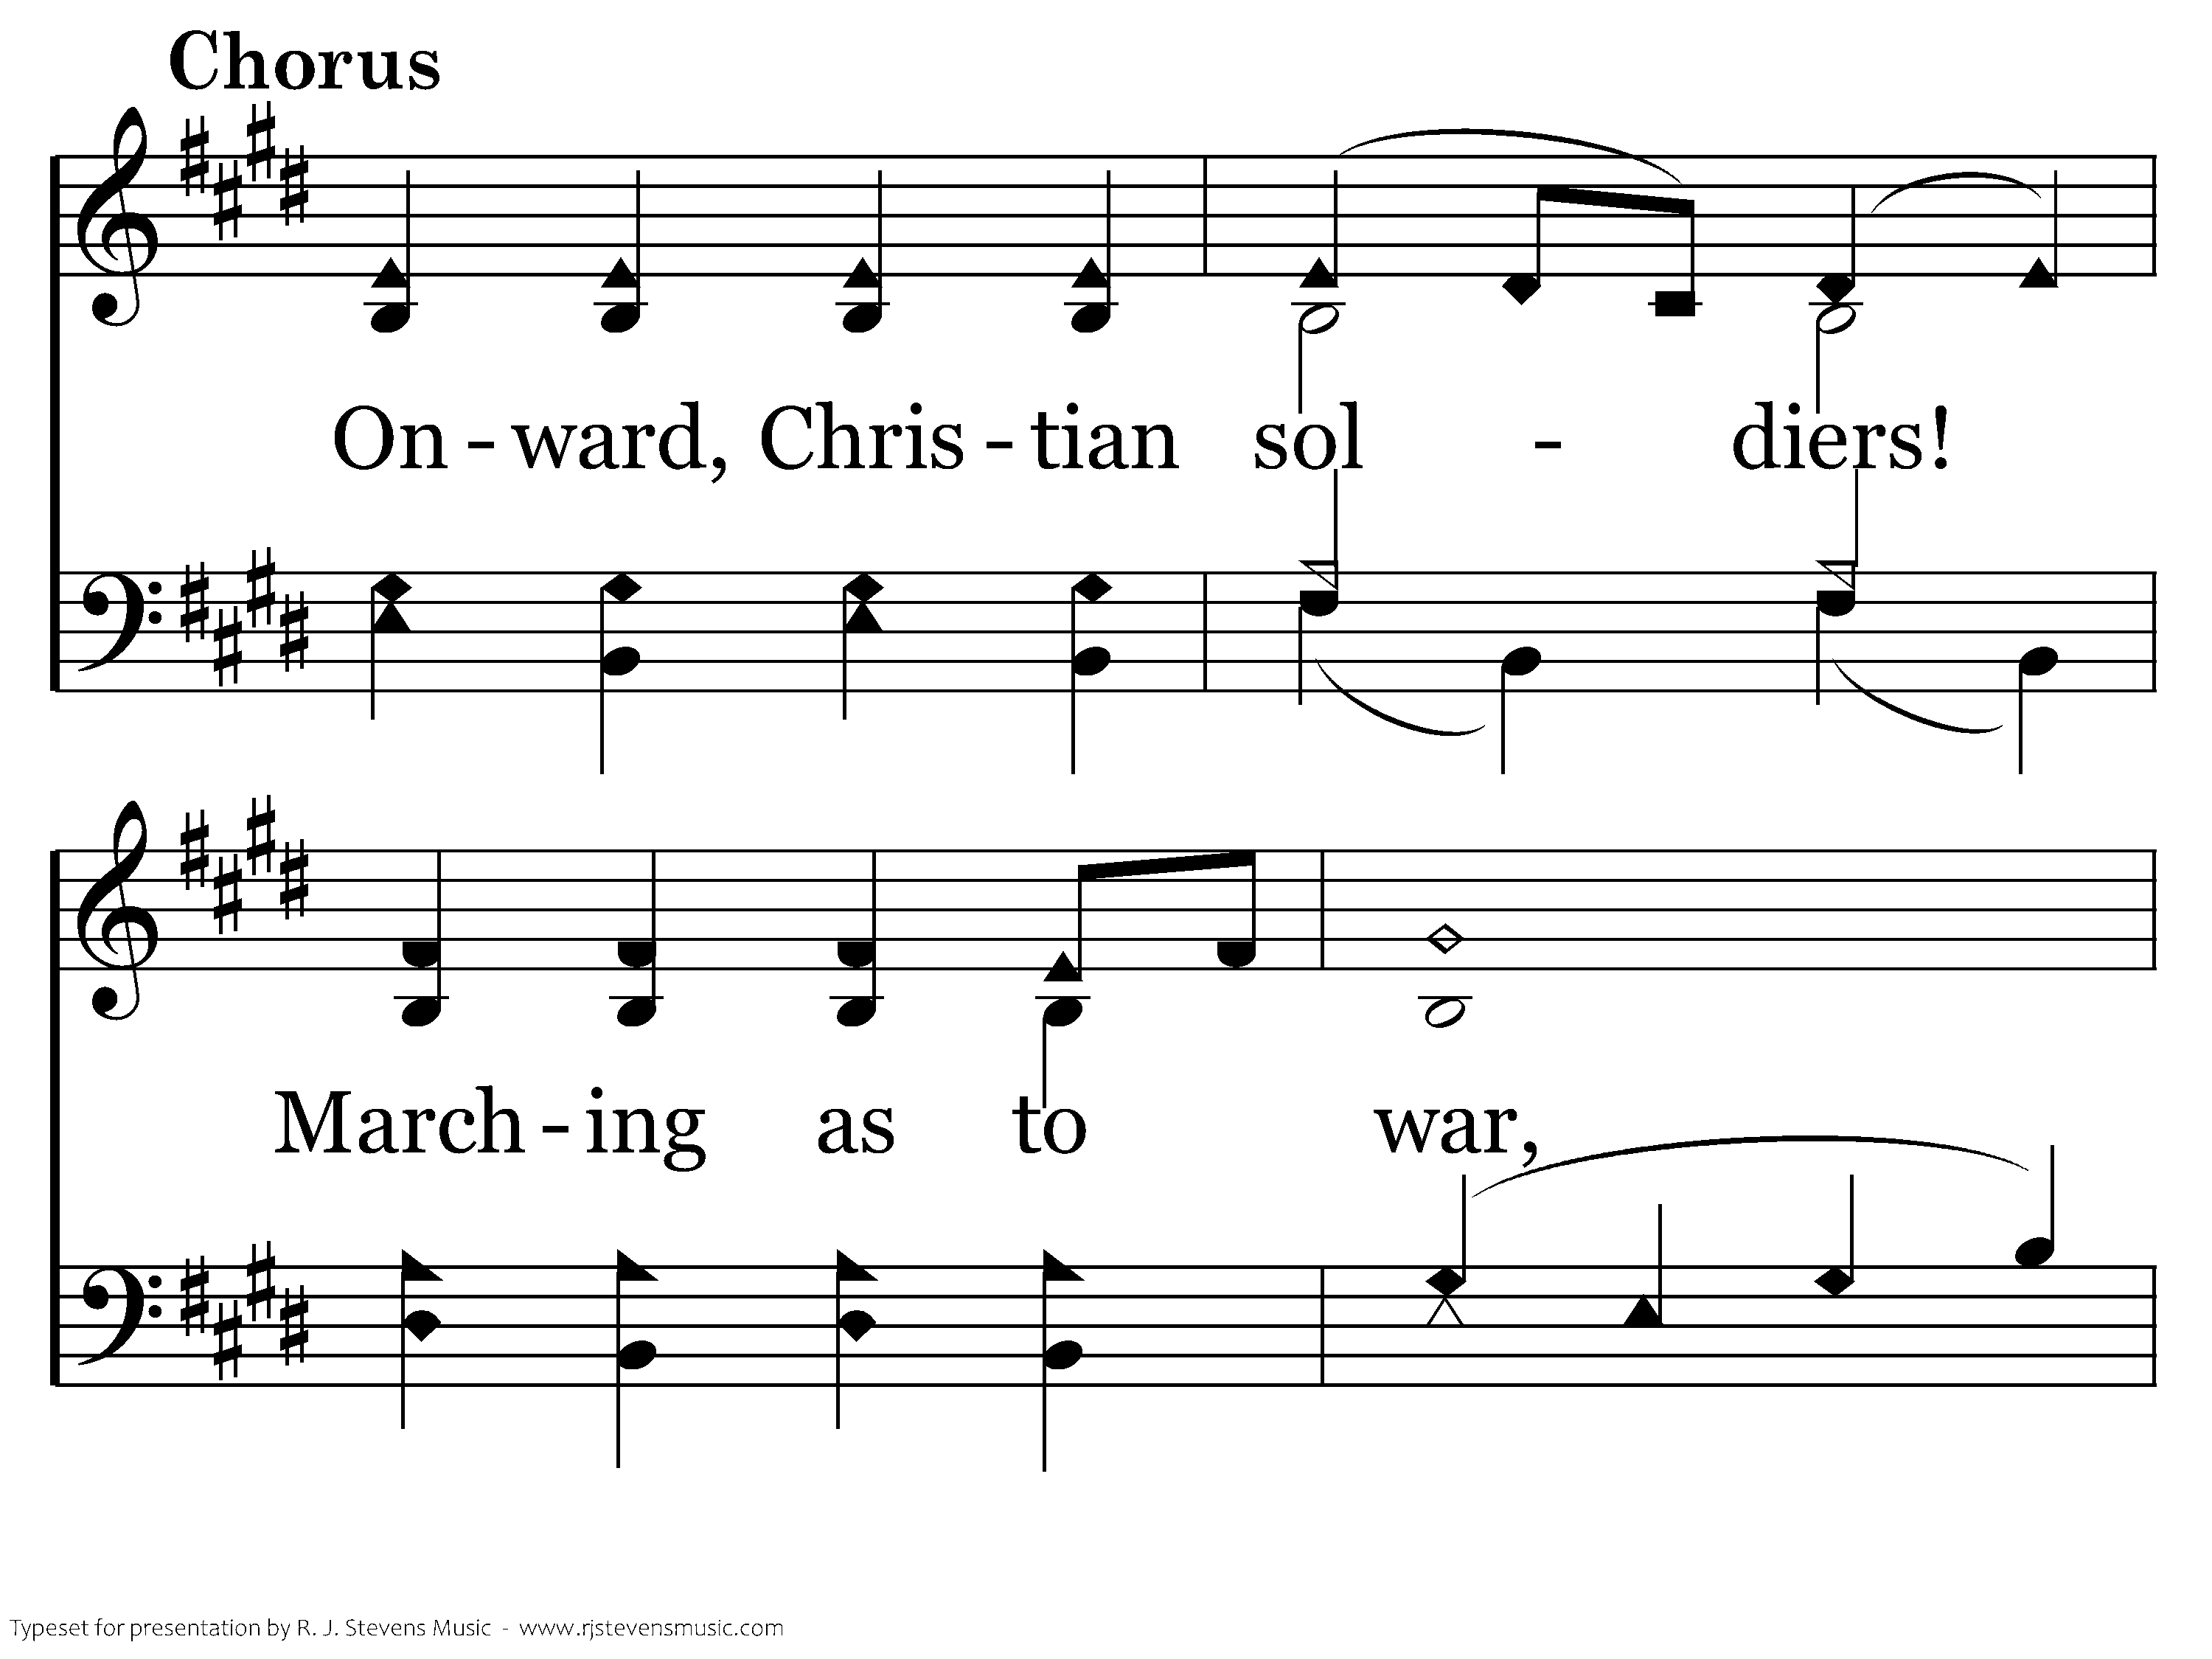 Chorus
On - ward, Chris - tian sol - diers!
March - ing as to war,
Typeset for presentation by R. J. Stevens Music - www.rjstevensmusic.com